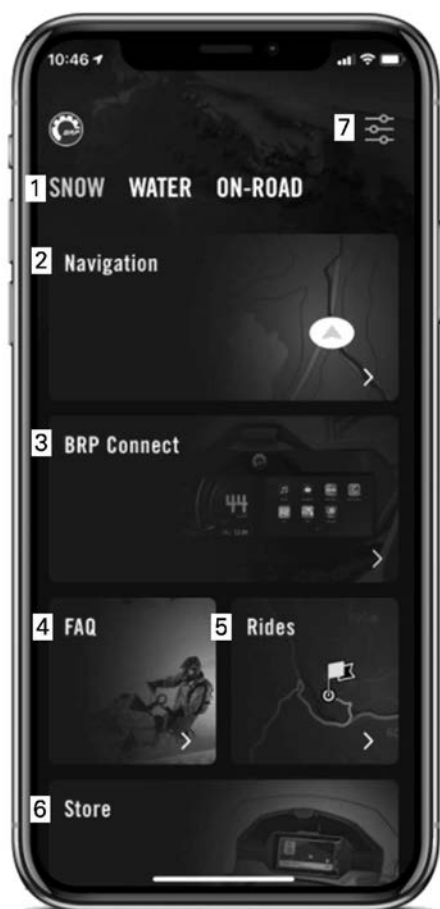 10:46
BRP
7
1 SNOW WATER ON-ROAD
2 Navigation
3 BRP Connect
4 FAQ
5 Rides
6 Store